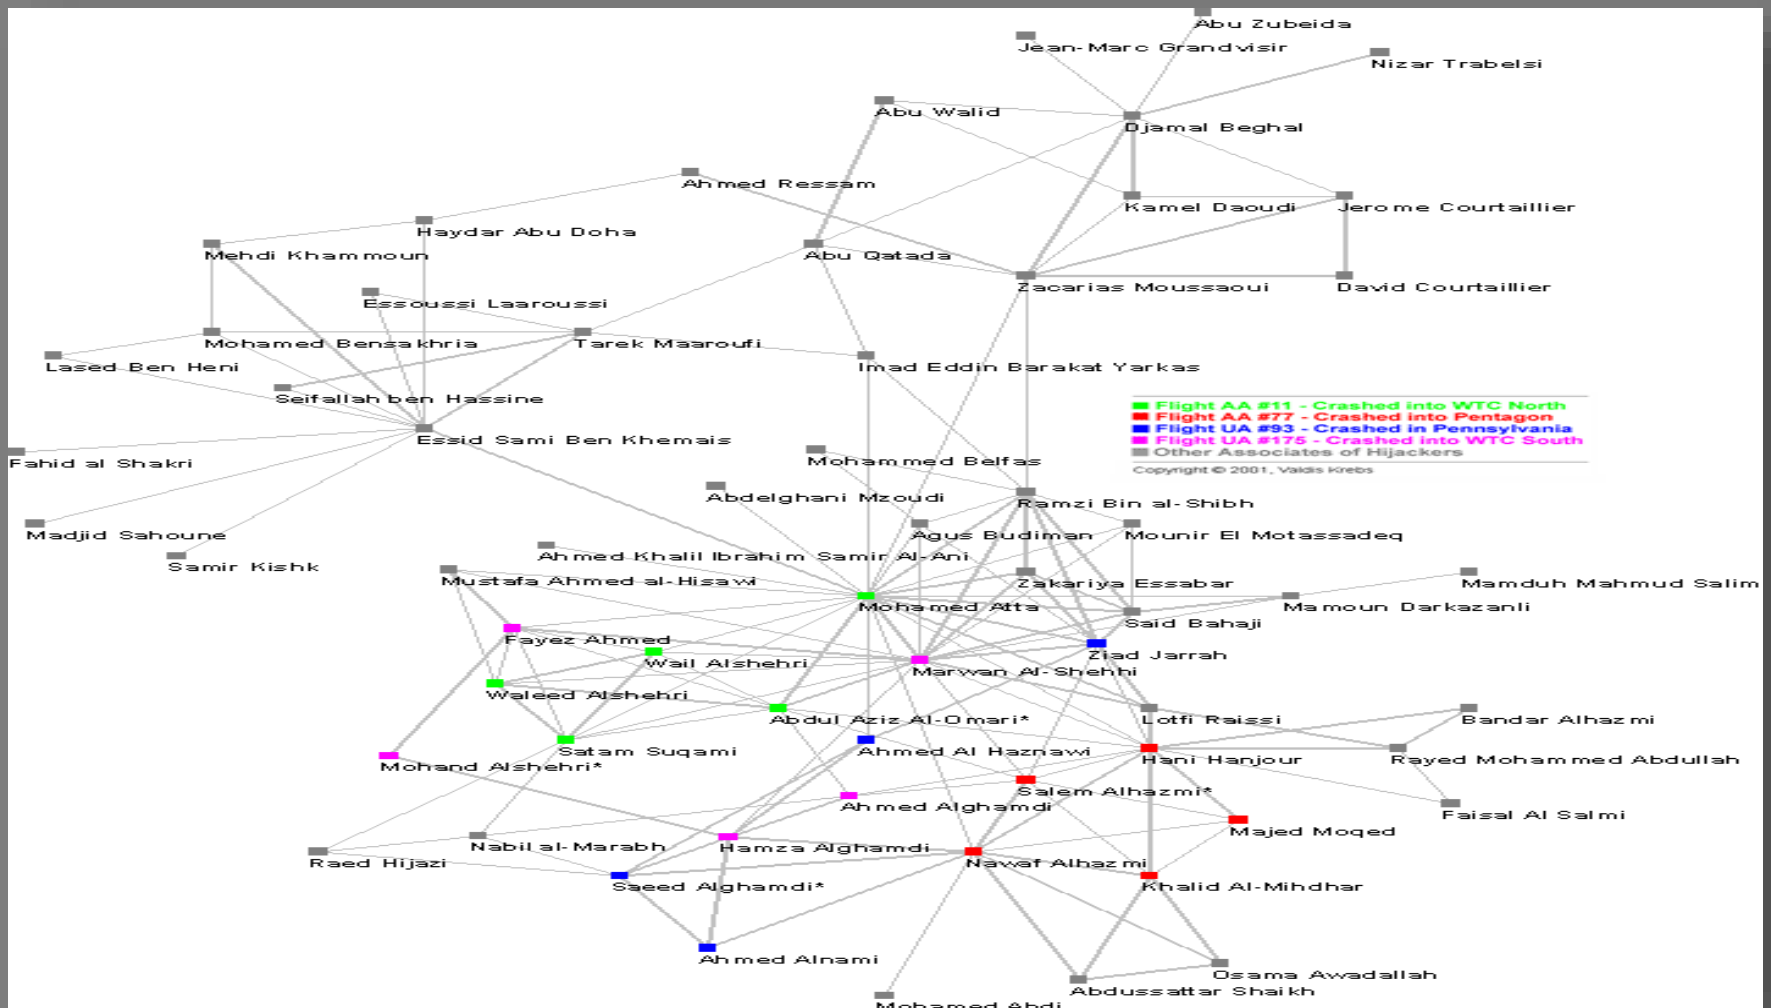 Abu Zubeida
Jean-Marc Grandvisir
Nizar Trabelsi
Abu Walid
Djamal Beghal
Ahmed Ressam
Kamel Daoudi
Jerome Courtaillier
Haydar Abu Doha
Mehdi Khammoun
Abu Qatada
Zacarias Moussaoui
David Courtaillier
Essoussi Laaroussi
Mohamed Bensakhria
Tarek Maaroufi
Lased Ben Heni
Imad Eddin Barakat Yarkas
Seifallah ben Hassine
Flight AA #11 - Crashed into WTC North
Flight AA #77 - Crashed into Pentagon
Flight UA #93 - Crashed in Pennsylvania
Flight UA #175 - Crashed into WTC South
Other Associates of Hijackers
Copyright © 2001, Valdis Krebs
Essid Sami Ben Khemais
Fahid al Shakri
Mohammed Belfas
Abdelghani Mzoudi
Ramzi Bin al-Shibh
Madjid Sahoune
Agus Budiman
Mounir El Motassadeq
Samir Kishk
Ahmed Khalil Ibrahim Samir Al-Ani
Mustafa Ahmed al-Hisawi
Zakariya Essabar
Mamduh Mahmud Salim
Mohamed Atta
Mamoun Darkazanli
Said Bahaji
Fayez Ahmed
Ziad Jarrah
Wail Alshehri
Marwan Al-Shehhi
Waleed Alshehri
Abdul Aziz Al-Omari*
Lotfi Raissi
Bandar Alhazmi
Satam Suqami
Ahmed Al Haznawi
Hani Hanjour
Rayed Mohammed Abdullah
Mohand Alshehri*
Salem Alhazmi*
Ahmed Alghamdi
Faisal Al Salmi
Majed Moqed
Nabil al-Marabh
Hamza Alghamdi
Raed Hijazi
Nawaf Alhazmi
Saeed Alghamdi*
Khalid Al-Mihdhar
Ahmed Alnami
Osama Awadallah
Abdussattar Shaikh
Mohamed Abdi